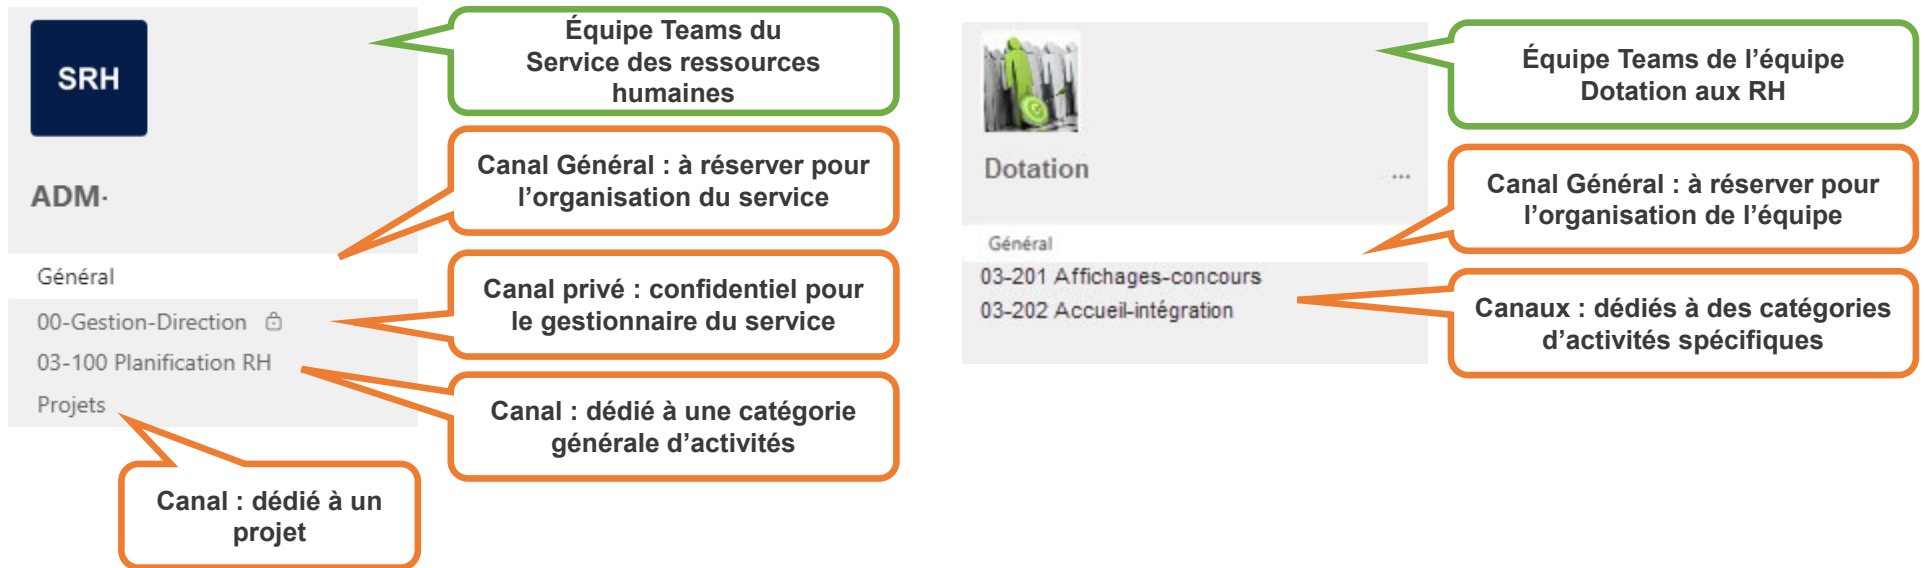 SRH
ADM·
Général
00-Gestion-Direction
03-100 Planification RH
Projets
Équipe Teams du
Service des ressources
humaines
Canal Général : à réserver pour
l’organisation du service
Canal privé : confidentiel pour
le gestionnaire du service
Canal : dédié à une catégorie
générale d’activités
Canal : dédié à un
projet
Dotation
...
Général
03-201 Affichages-concours
03-202 Accueil-intégration
Équipe Teams de l’équipe
Dotation aux RH
Canal Général : à réserver pour
l’organisation de l’équipe
Canaux : dédiés à des catégories
d’activités spécifiques